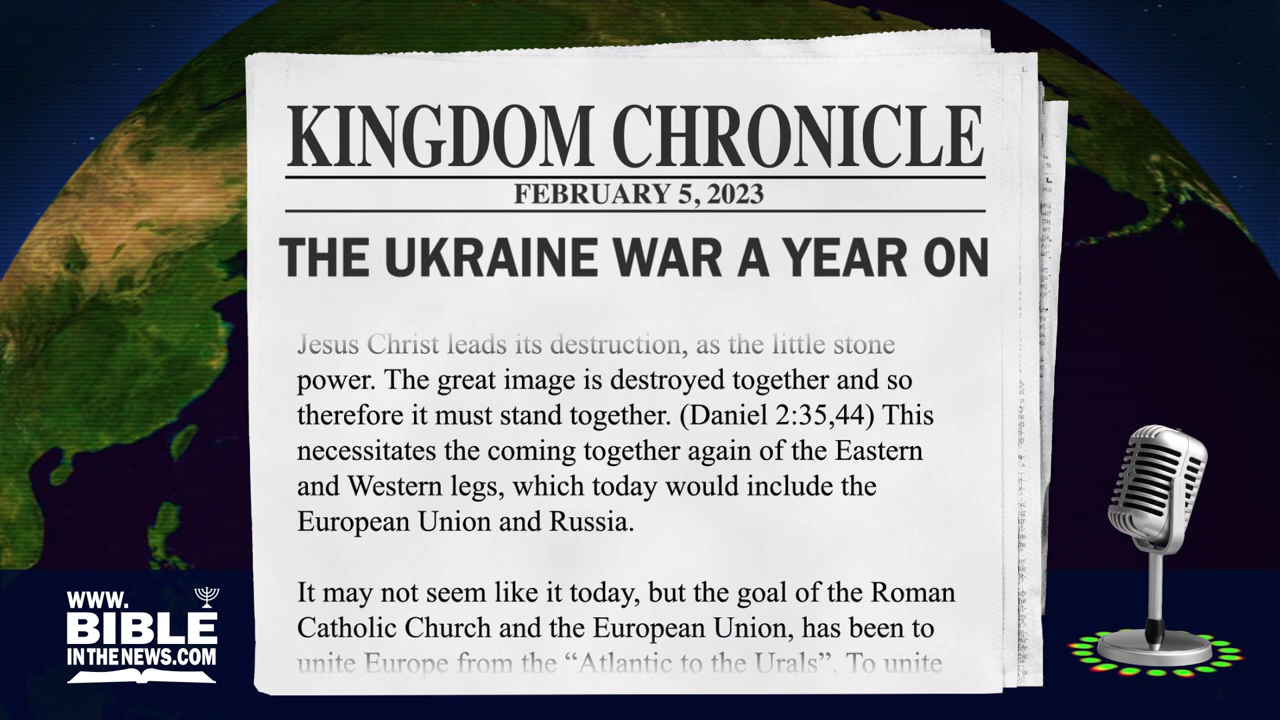 KINGDOM CHRONICLE
FEBRUARY 5, 2023
THE UKRAINE WAR A YEAR ON
Jesus Christ leads its destruction, as the little stone
power. The great image is destroyed together and so
therefore it must stand together. (Daniel 2:35,44) This
necessitates the coming together again of the Eastern
and Western legs, which today would include the
European Union and Russia.
It may not seem like it today, but the goal of the Roman
Catholic Church and the European Union, has been to
unite Europe from the “Atlantic to the Urals”. To unite
WWW.
BIBLE
INTHENEWS.COM